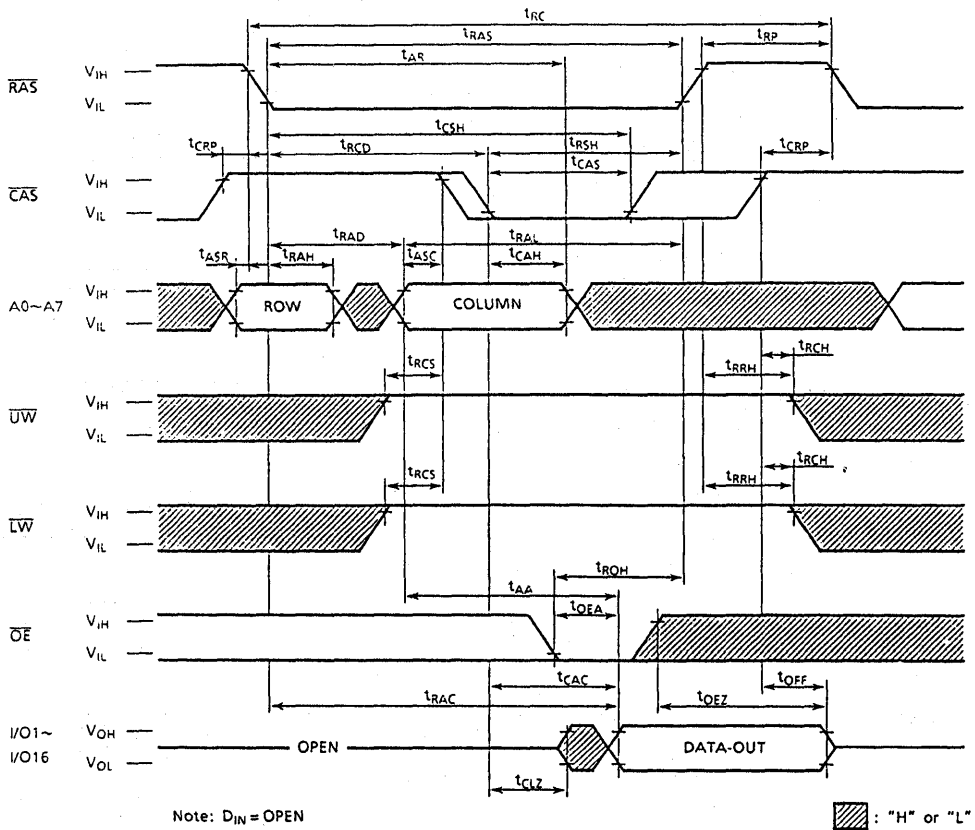 tRC
tRAS
tRP
tAR
RAS VIH
VIL
tCSH
tCRP tRCD tRSH tCRP
tCAS
CAS VIH
VIL
tRAD tRAL
tASR tRAH tASC tCAH
A0~A7 VIH
VIL
ROW COLUMN
tRCS tRRH tRCH
UW VIH
VIL
tRCS tRRH tRCH
LW VIH
VIL
tROH
tAA
tOEA
OE VIH
VIL
tCAC tOFF
tRAC tOEZ
I/O1~ VOH
I/O16 VOL
OPEN DATA-OUT
tCLZ
Note: DIN = OPEN : "H" or "L"